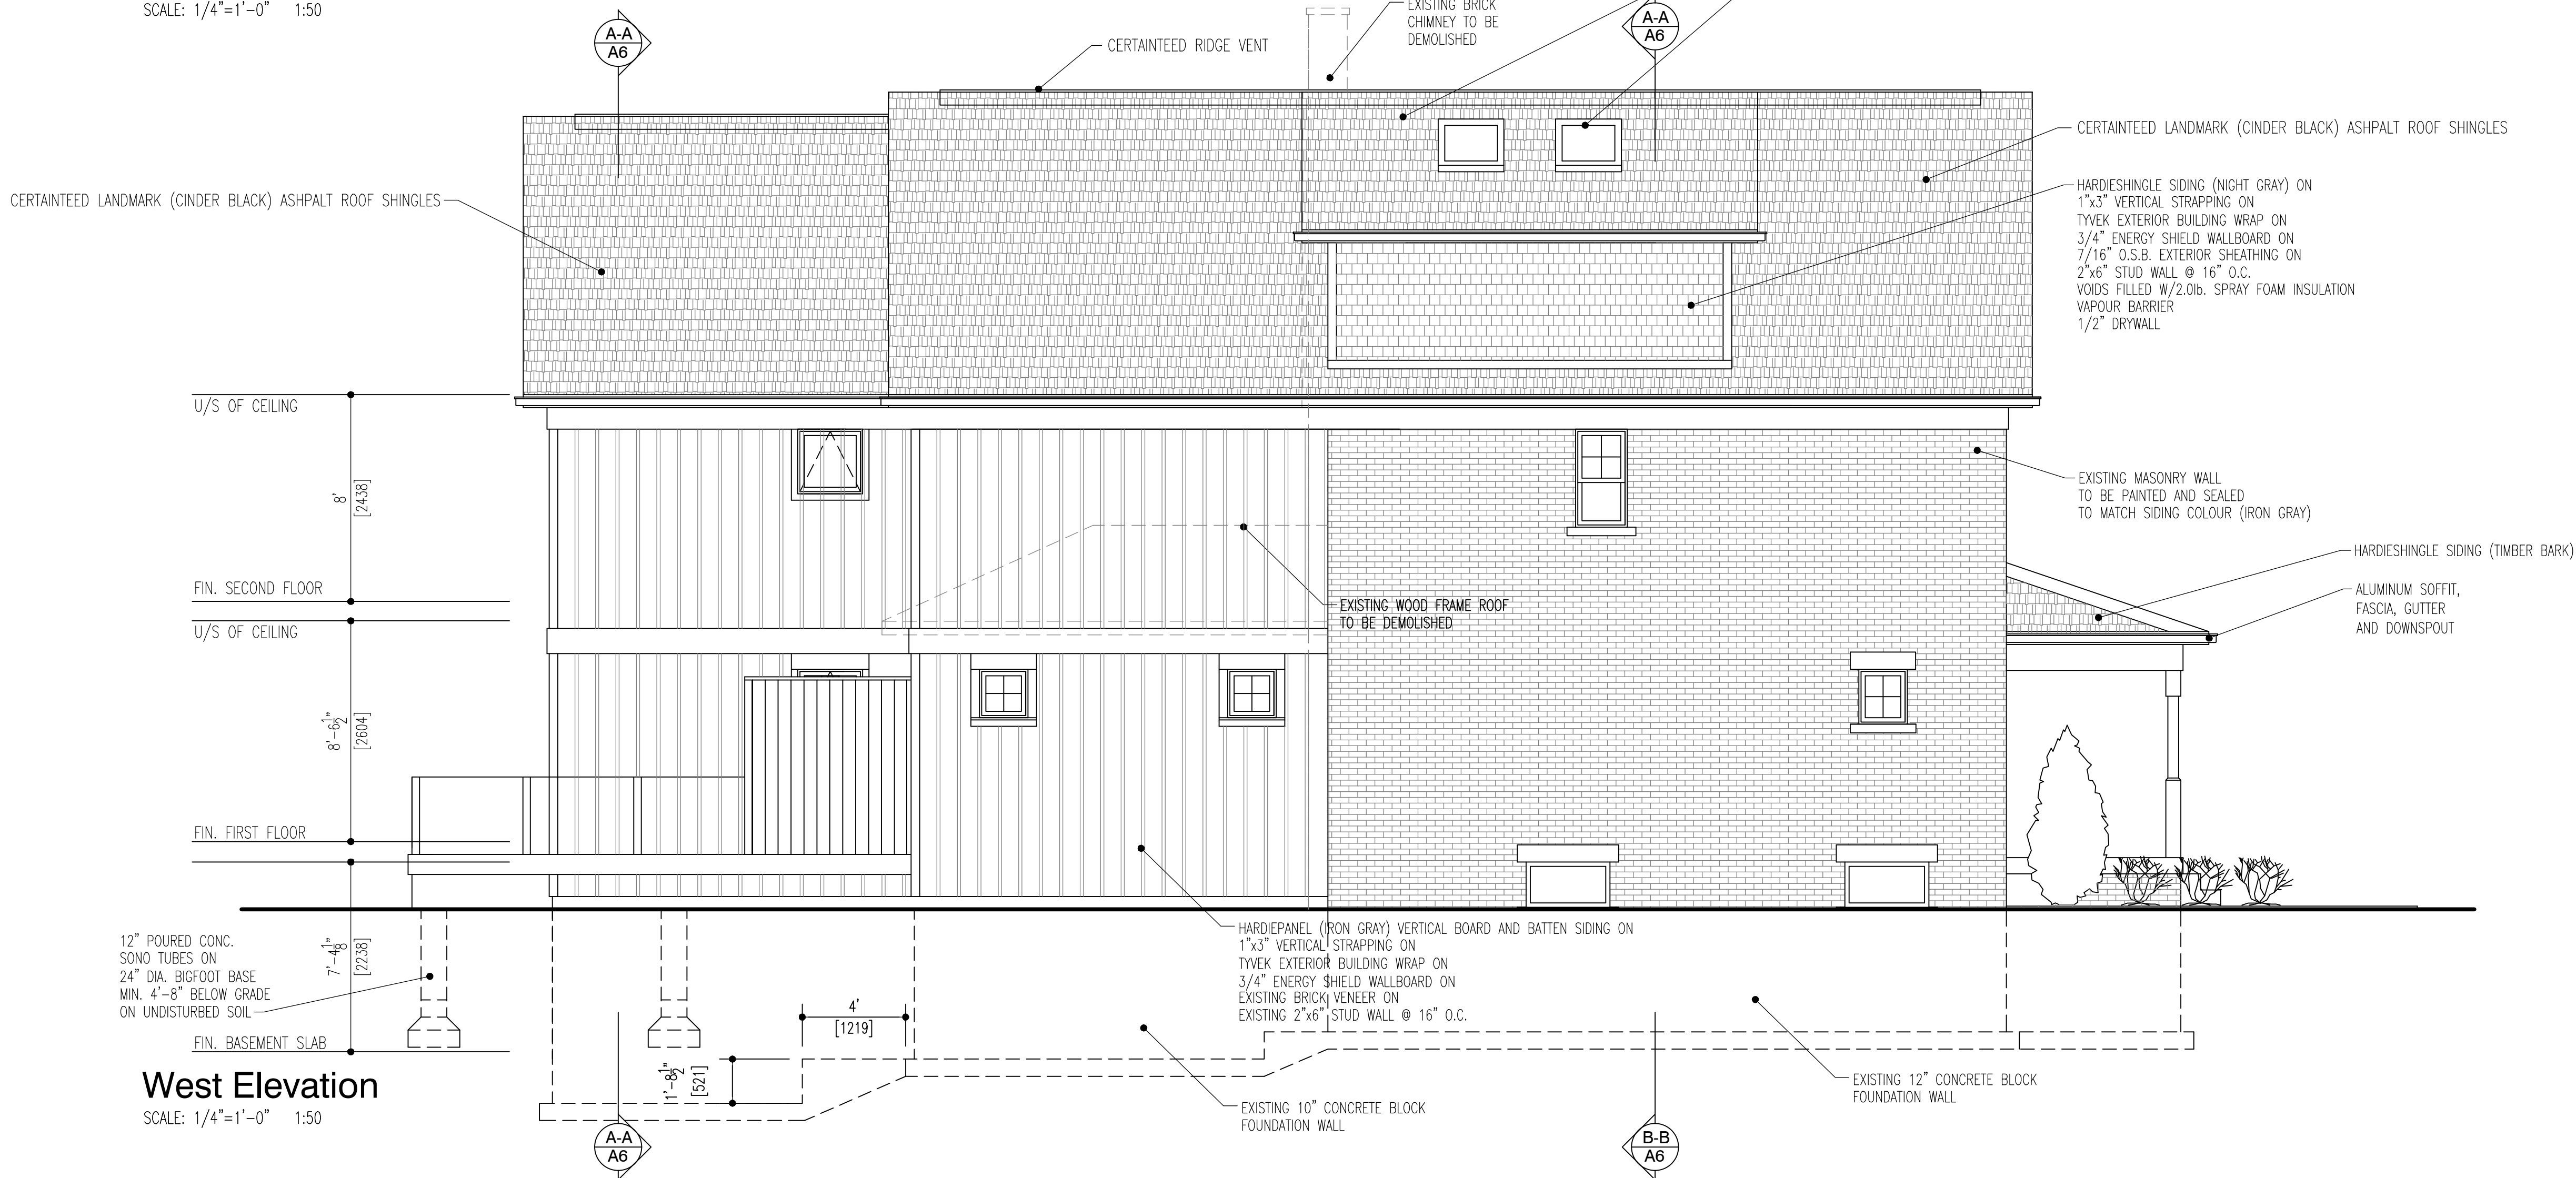 SCALE: 1/4"=1'-0" 1:50
A-A
A6
EXISTING BRICK
CHIMNEY TO BE
DEMOLISHED
A-A
A6
CERTAINTEED RIDGE VENT
CERTAINTEED LANDMARK (CINDER BLACK) ASHPALT ROOF SHINGLES
CERTAINTEED LANDMARK (CINDER BLACK) ASHPALT ROOF SHINGLES
HARDIESHINGLE SIDING (NIGHT GRAY) ON
1"x3" VERTICAL STRAPPING ON
TYVEK EXTERIOR BUILDING WRAP ON
3/4" ENERGY SHIELD WALLBOARD ON
7/16" O.S.B. EXTERIOR SHEATHING ON
2"x6" STUD WALL @ 16" O.C.
VOIDS FILLED W/2.0lb. SPRAY FOAM INSULATION
VAPOUR BARRIER
1/2" DRYWALL
U/S OF CEILING
8'
[2438]
EXISTING MASONRY WALL
TO BE PAINTED AND SEALED
TO MATCH SIDING COLOUR (IRON GRAY)
HARDIESHINGLE SIDING (TIMBER BARK)
ALUMINUM SOFFIT,
FASCIA, GUTTER
AND DOWNSPOUT
FIN. SECOND FLOOR
U/S OF CEILING
EXISTING WOOD FRAME ROOF
TO BE DEMOLISHED
8'-6 1/2"
[2604]
FIN. FIRST FLOOR
12" POURED CONC.
SONO TUBES ON
24" DIA. BIGFOOT BASE
MIN. 4'-8" BELOW GRADE
ON UNDISTURBED SOIL
7'-4 1/8"
[2238]
FIN. BASEMENT SLAB
HARDIEPANEL (IRON GRAY) VERTICAL BOARD AND BATTEN SIDING ON
1"x3" VERTICAL STRAPPING ON
TYVEK EXTERIOR BUILDING WRAP ON
3/4" ENERGY SHIELD WALLBOARD ON
EXISTING BRICK VENEER ON
EXISTING 2"x6" STUD WALL @ 16" O.C.
4'
[1219]
1'-8 1/2"
[521]
EXISTING 10" CONCRETE BLOCK
FOUNDATION WALL
EXISTING 12" CONCRETE BLOCK
FOUNDATION WALL
West Elevation
SCALE: 1/4"=1'-0" 1:50
A-A
A6
B-B
A6